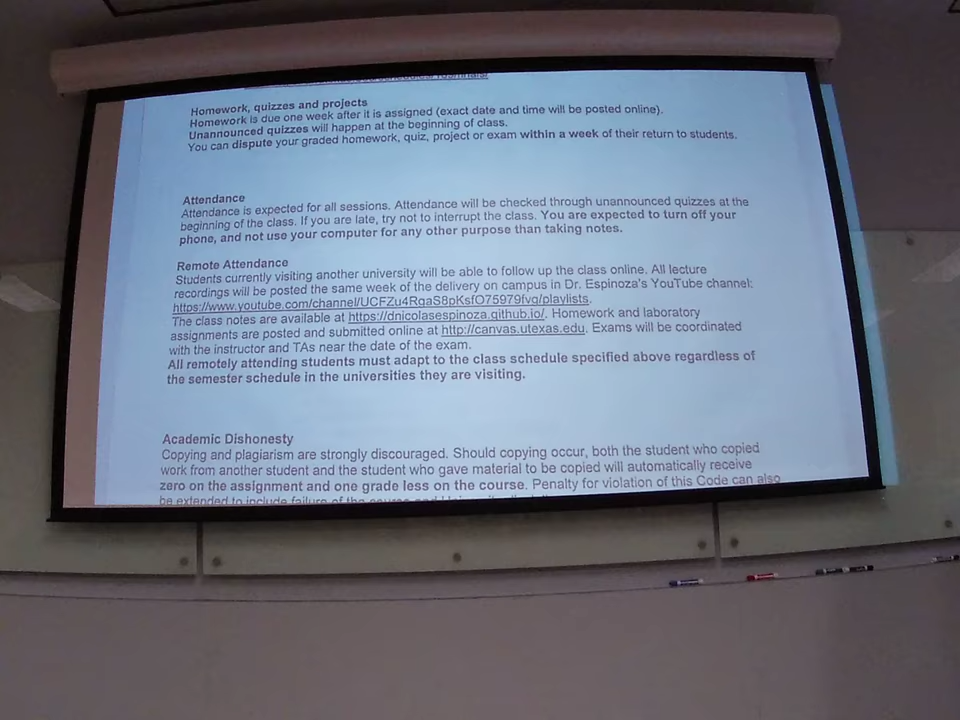 Homework, quizzes and projects
Homework is due one week after it is assigned (exact date and time will be posted online).
Unannounced quizzes will happen at the beginning of class.
You can dispute your graded homework, quiz, project or exam within a week of their return to students.
Attendance
Attendance is expected for all sessions. Attendance will be checked through unannounced quizzes at the
beginning of the class. If you are late, try not to interrupt the class. You are expected to turn off your
phone, and not use your computer for any other purpose than taking notes.
Remote Attendance
Students currently visiting another university will be able to follow up the class online. All lecture
recordings will be posted the same week of the delivery on campus in Dr. Espinoza's YouTube channel:
https://www.youtube.com/channel/UCFZu4RqaS8pKsfO75979fvg/playlists.
The class notes are available at https://dnicolasespinoza.github.io/. Homework and laboratory
assignments are posted and submitted online at http://canvas.utexas.edu. Exams will be coordinated
with the instructor and TAs near the date of the exam.
All remotely attending students must adapt to the class schedule specified above regardless of
the semester schedule in the universities they are visiting.
Academic Dishonesty
Copying and plagiarism are strongly discouraged. Should copying occur, both the student who copied
work from another student and the student who gave material to be copied will automatically receive
zero on the assignment and one grade less on the course. Penalty for violation of this Code can also
be extended to include failure of the course and